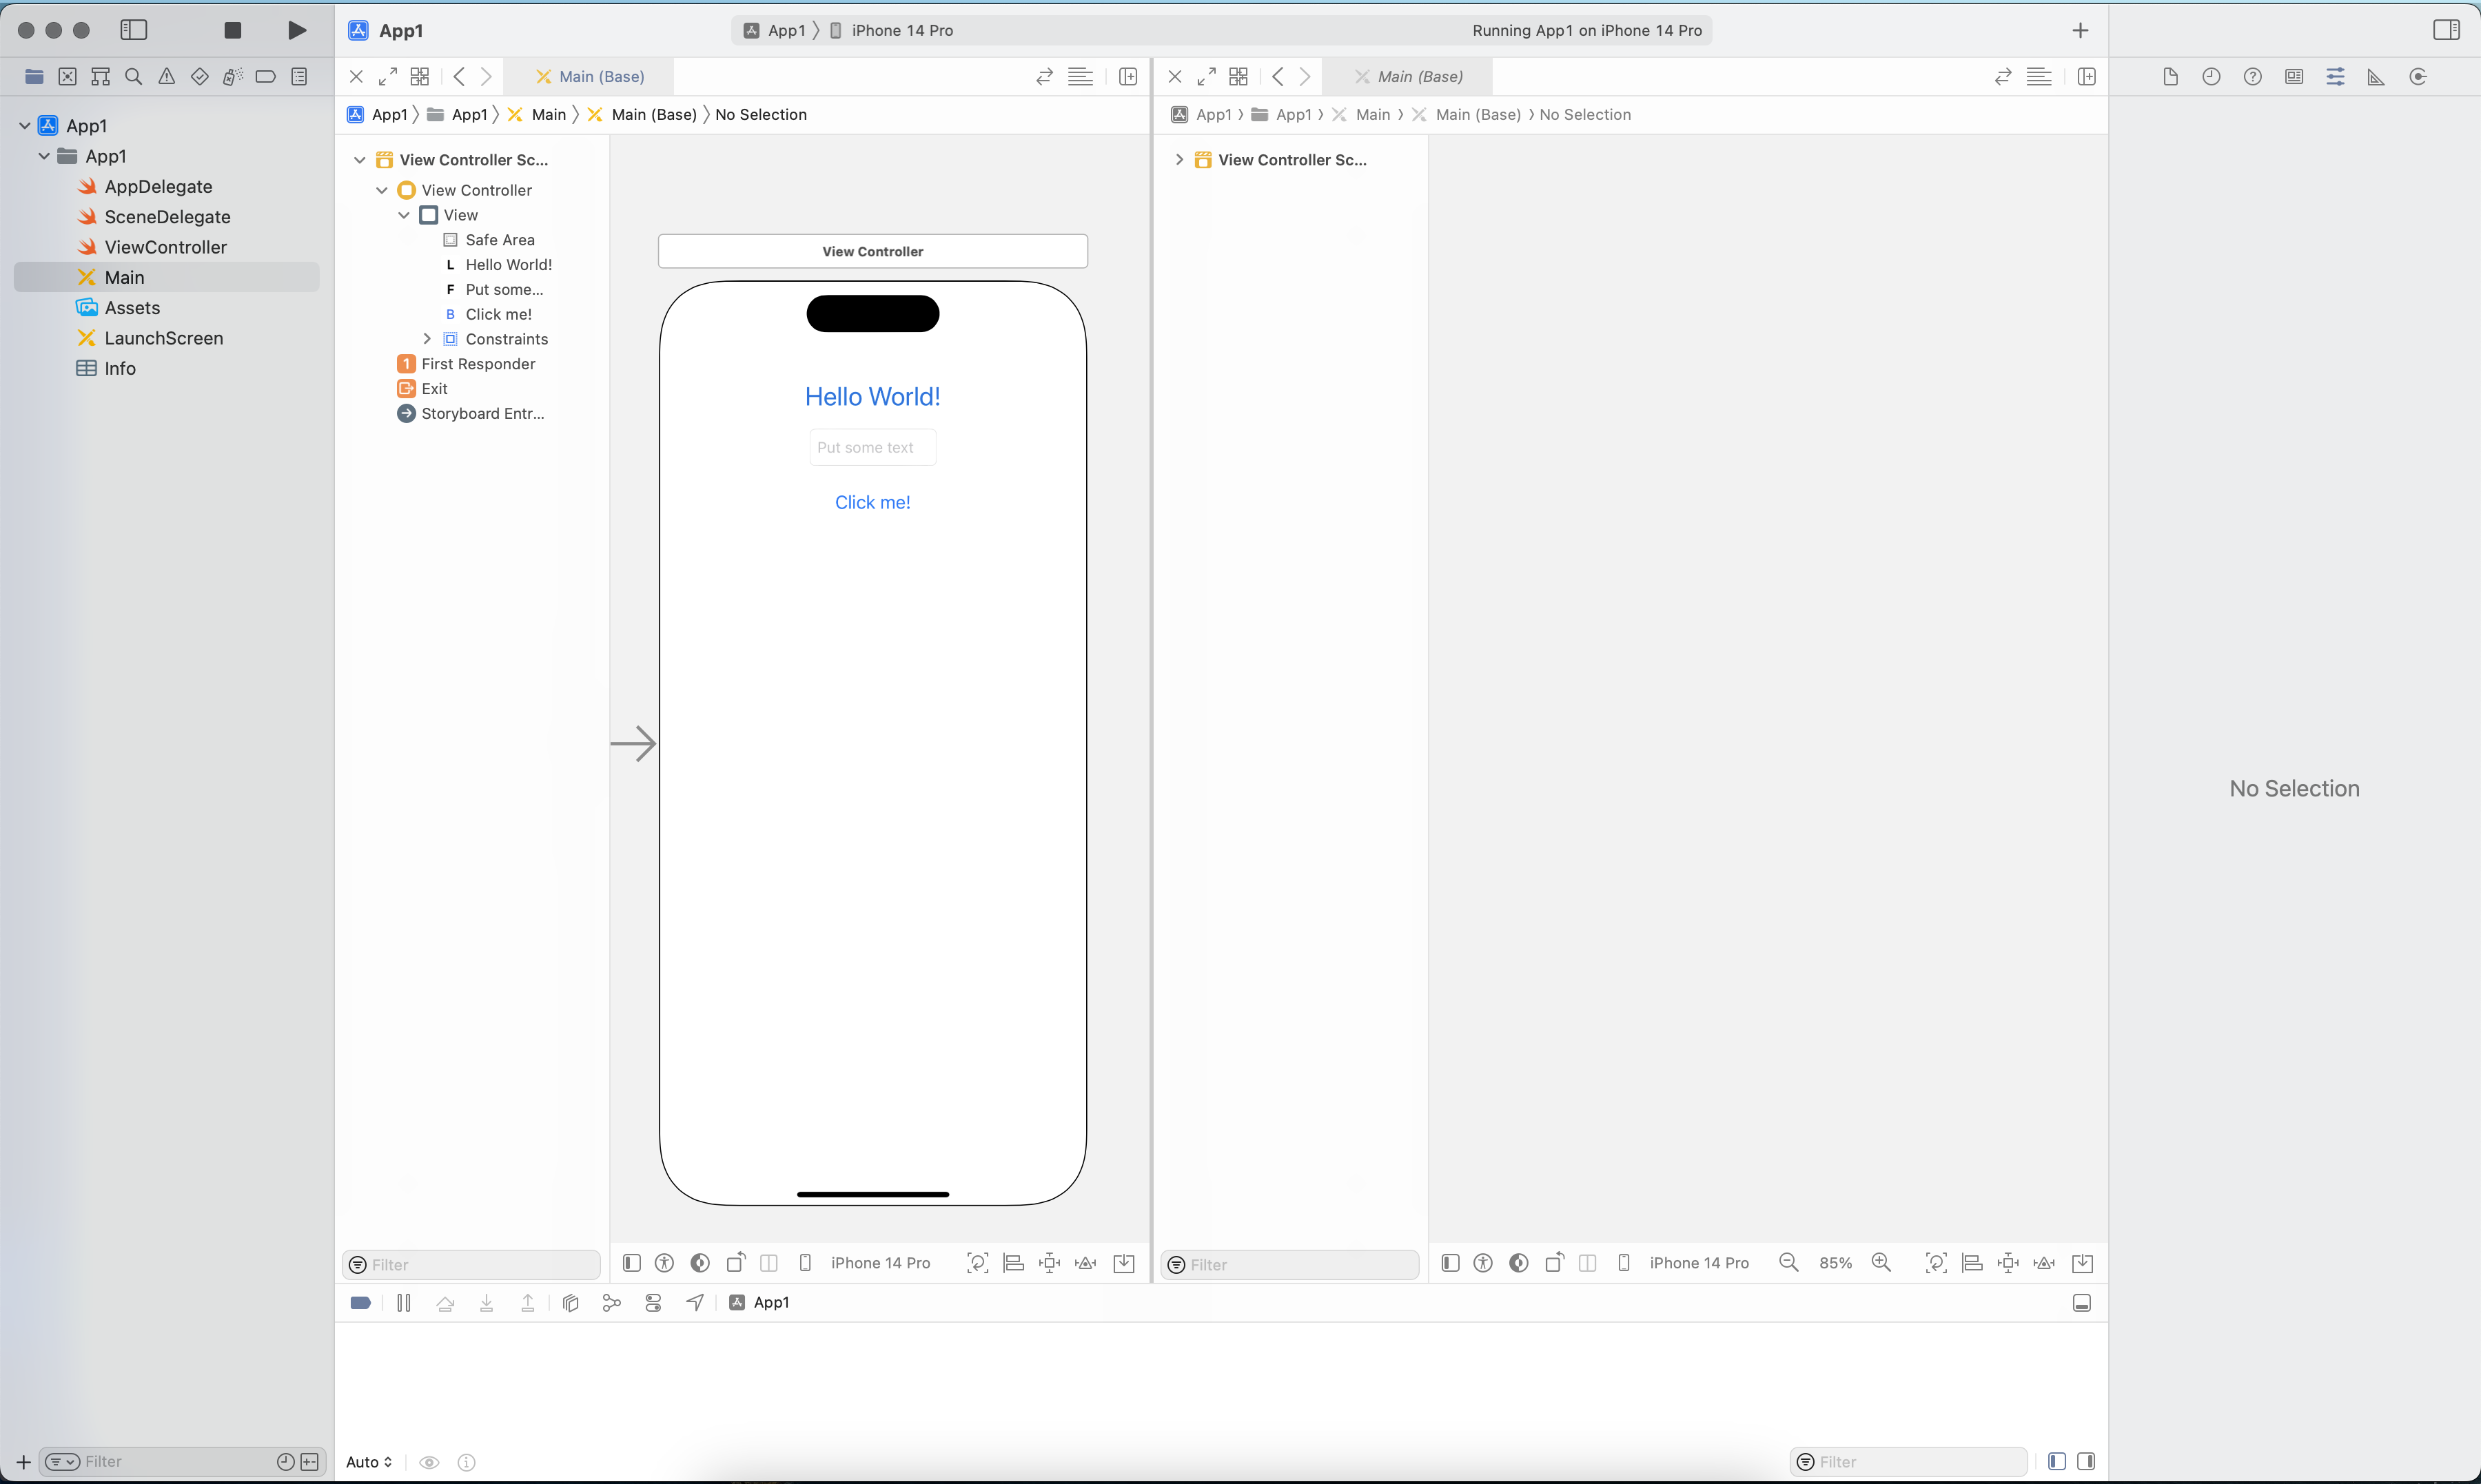 App1
App1
iPhone 14 Pro
Running App1 on iPhone 14 Pro
Main (Base)
Main (Base)
App1
App1
Main
Main (Base)
No Selection
App1
App1
Main
Main (Base)
No Selection
App1
App1
AppDelegate
SceneDelegate
ViewController
Main
Assets
LaunchScreen
Info
View Controller Sc...
View Controller
View
Safe Area
L Hello World!
F Put some...
B Click me!
Constraints
1 First Responder
Exit
Storyboard Entr...
View Controller
Hello World!
Put some text
Click me!
View Controller Sc...
No Selection
Filter
iPhone 14 Pro
Filter
iPhone 14 Pro
85%
App1
Filter
Auto
Filter